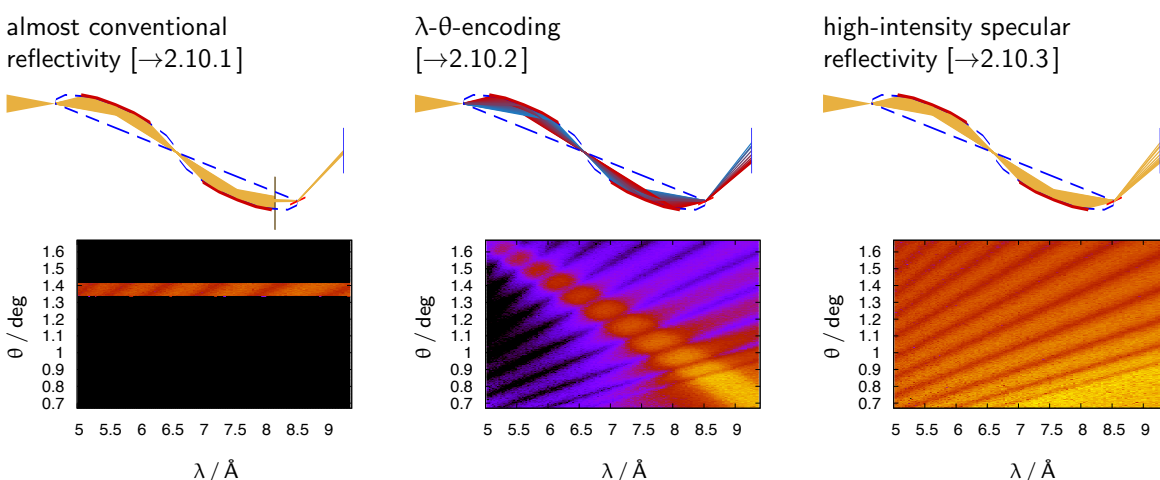 almost conventional
reflectivity [→2.10.1]
λ-θ-encoding
[→2.10.2]
high-intensity specular
reflectivity [→2.10.3]
θ / deg
1.6
1.5
1.4
1.3
1.2
1.1
1
0.9
0.8
0.7
5 5.5 6 6.5 7 7.5 8 8.5 9
λ / Å
θ / deg
1.6
1.5
1.4
1.3
1.2
1.1
1
0.9
0.8
0.7
5 5.5 6 6.5 7 7.5 8 8.5 9
λ / Å
θ / deg
1.6
1.5
1.4
1.3
1.2
1.1
1
0.9
0.8
0.7
5 5.5 6 6.5 7 7.5 8 8.5 9
λ / Å